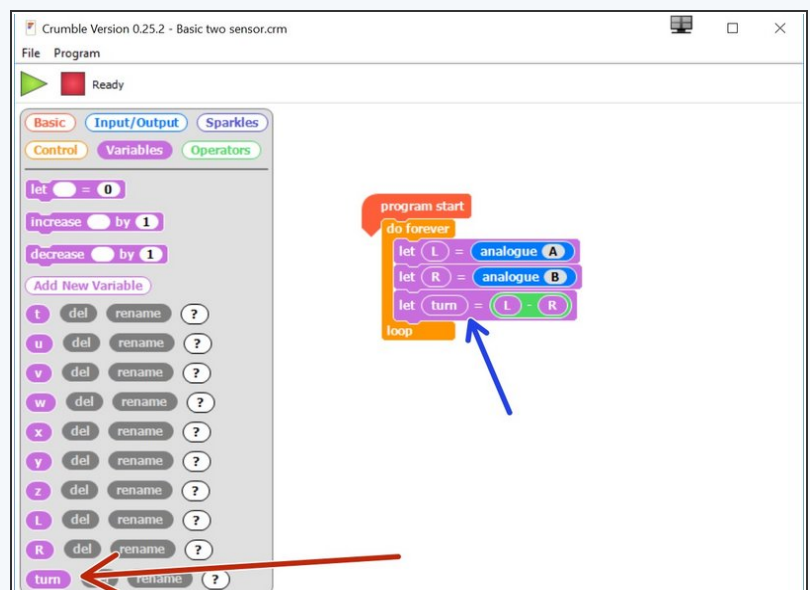 Crumble Version 0.25.2 - Basic two sensor.crm
File Program
Ready
Basic Input/Output Sparkles
Control Variables Operators
let = 0
increase by 1
decrease by 1
Add New Variable
t del rename ?
u del rename ?
v del rename ?
w del rename ?
x del rename ?
y del rename ?
z del rename ?
L del rename ?
R del rename ?
turn rename ?
program start
do forever
let L = analogue A
let R = analogue B
let turn = L - R
loop